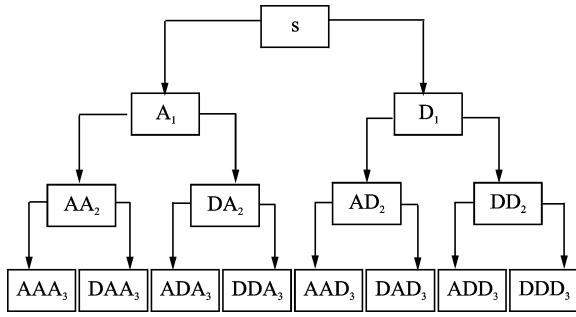 s
A₁ D₁
AA₂ DA₂ AD₂ DD₂
AAA₃ DAA₃ ADA₃ DDA₃ AAD₃ DAD₃ ADD₃ DDD₃